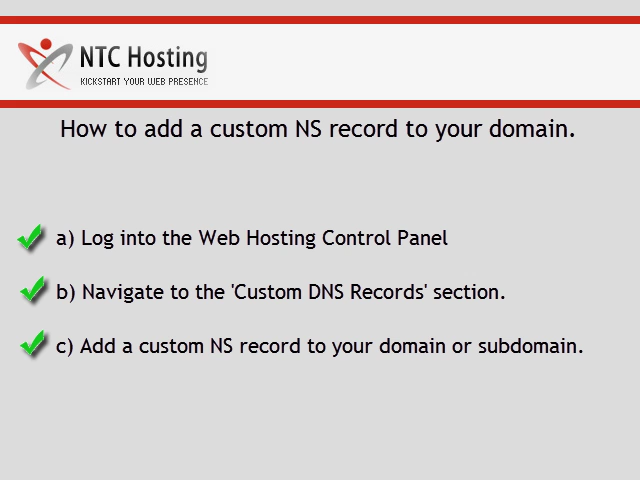 NTC Hosting
KICKSTART YOUR WEB PRESENCE
How to add a custom NS record to your domain.
a) Log into the Web Hosting Control Panel
b) Navigate to the 'Custom DNS Records' section.
c) Add a custom NS record to your domain or subdomain.